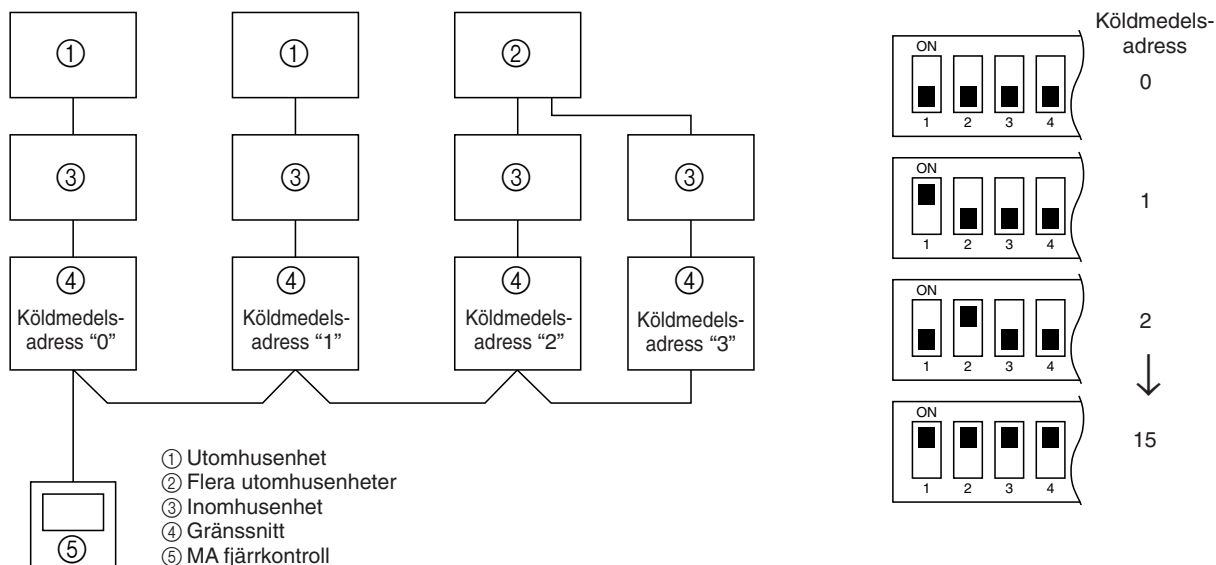 ①
①
②
③
③
③
③
④
Köldmedels-
adress “0”
④
Köldmedels-
adress “1”
④
Köldmedels-
adress “2”
④
Köldmedels-
adress “3”
⑤
① Utomhusenhet
② Flera utomhusenheter
③ Inomhusenhet
④ Gränssnitt
⑤ MA fjärrkontroll
Köldmedels-
adress
ON
1 2 3 4
0
ON
1 2 3 4
1
ON
1 2 3 4
2
↓
ON
1 2 3 4
15